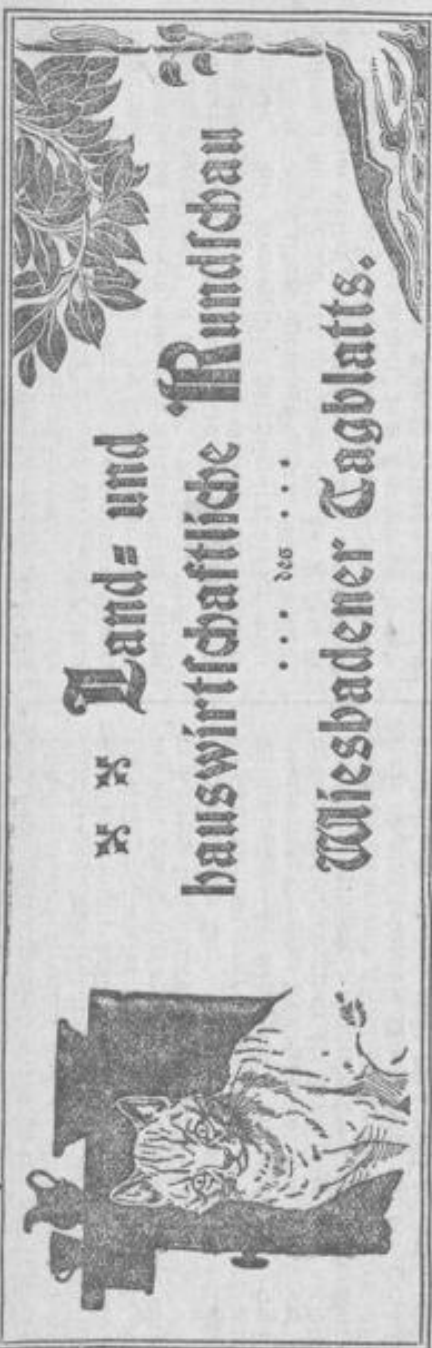 Land- und
hauswirtschaftliche Rundschau
... des ...
Wiesbadener Tagblatts.